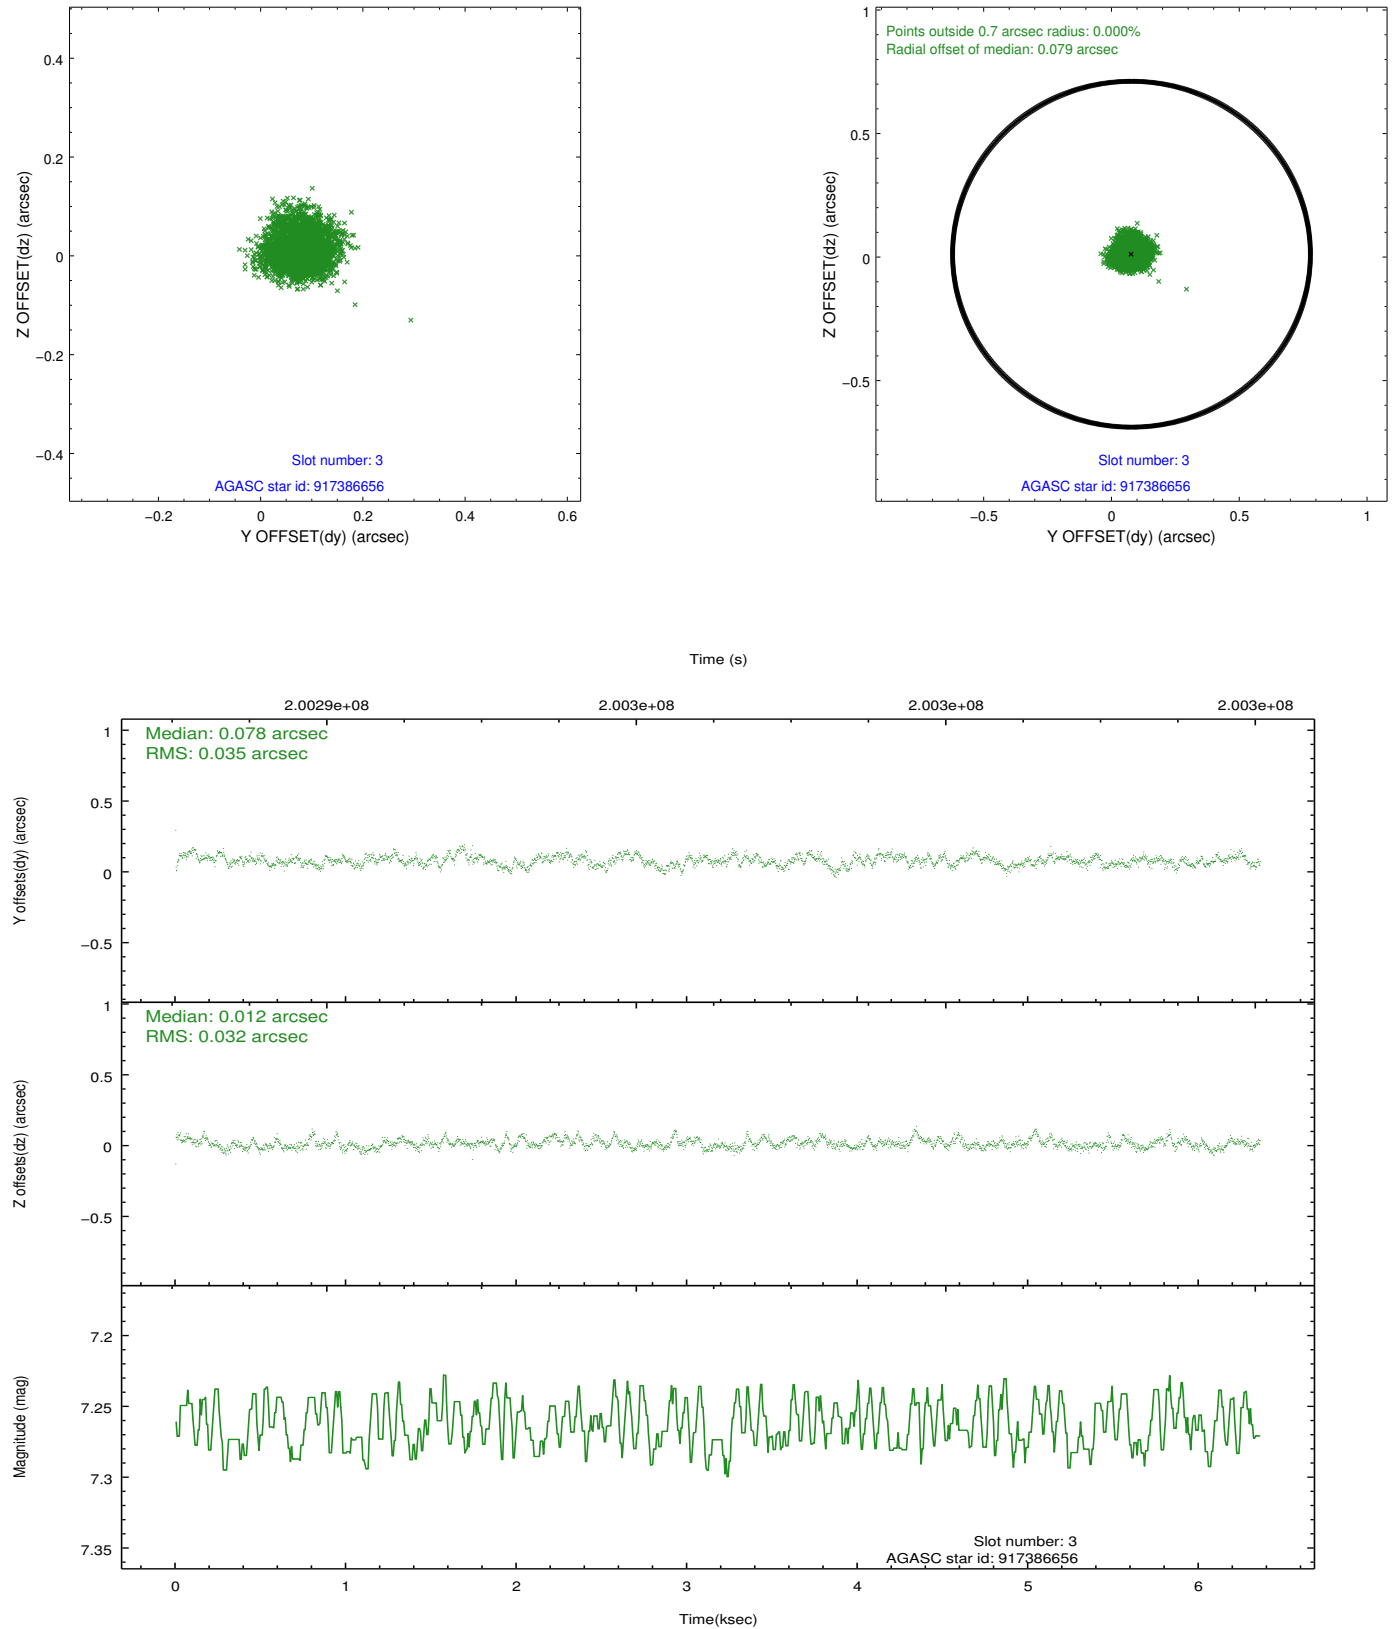 0.4
0.2
0
−0.2
−0.4
Z OFFSET(dz) (arcsec)
Slot number: 3
AGASC star id: 917386656
−0.2 0 0.2 0.4 0.6
Y OFFSET(dy) (arcsec)
Points outside 0.7 arcsec radius: 0.000%
Radial offset of median: 0.079 arcsec
1
0.5
0
−0.5
Z OFFSET(dz) (arcsec)
Slot number: 3
AGASC star id: 917386656
−0.5 0 0.5 1
Y OFFSET(dy) (arcsec)
Time (s)
2.0029e+08 2.003e+08 2.003e+08 2.003e+08
Median: 0.078 arcsec
RMS: 0.035 arcsec
1
0.5
0
−0.5
Y offsets(dy) (arcsec)
Median: 0.012 arcsec
RMS: 0.032 arcsec
1
0.5
0
−0.5
Z offsets(dz) (arcsec)
7.2
7.25
7.3
7.35
Magnitude (mag)
Slot number: 3
AGASC star id: 917386656
0 1 2 3 4 5 6
Time(ksec)